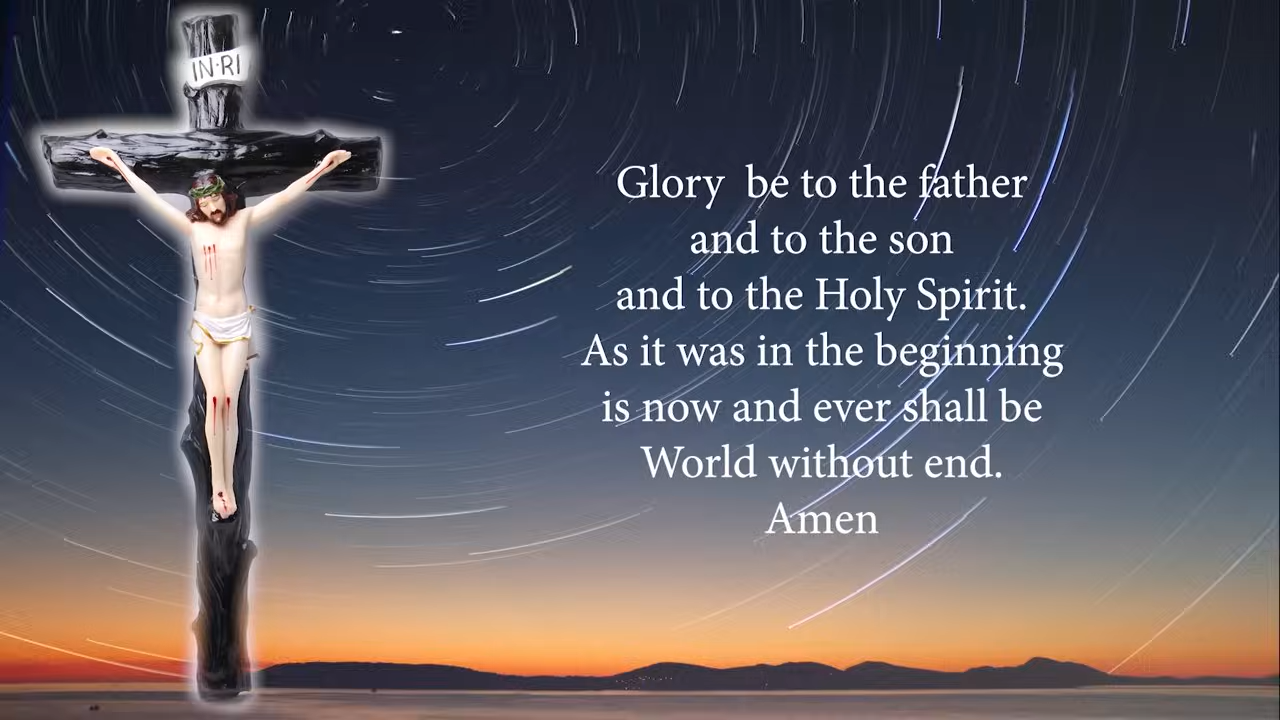 IN·RI
Glory be to the father
and to the son
and to the Holy Spirit.
As it was in the beginning
is now and ever shall be
World without end.
Amen